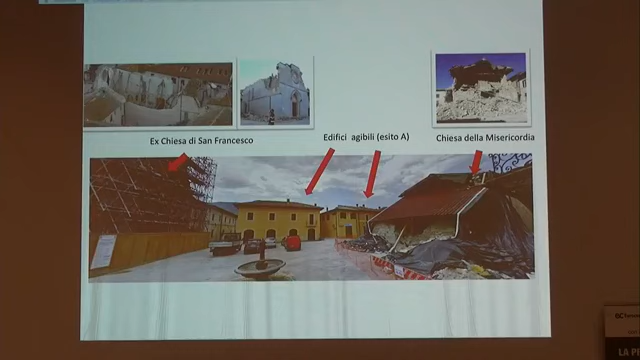 Ex Chiesa di San Francesco
Edifici agibili (esito A)
Chiesa della Misericordia